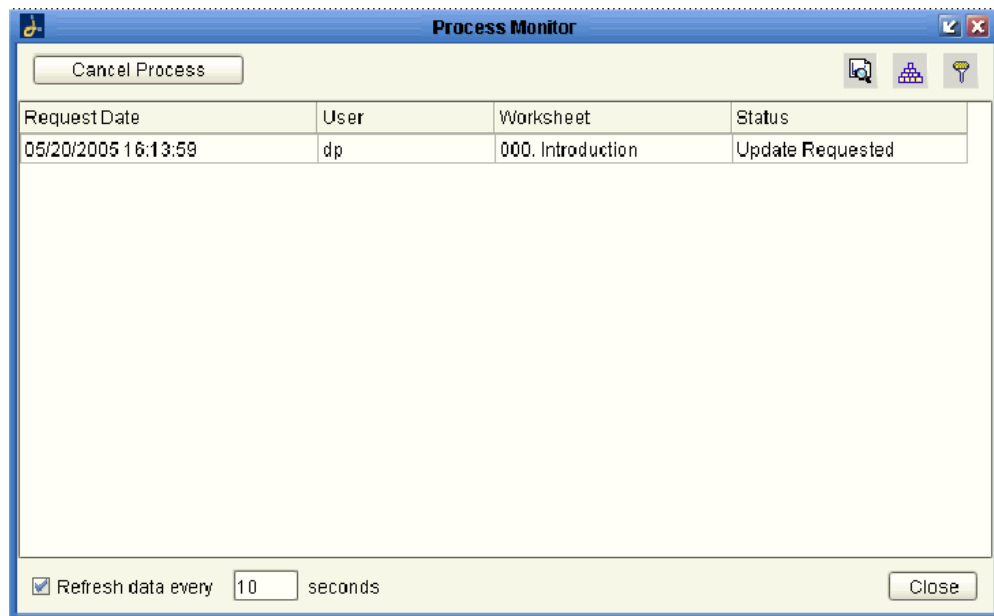 Process Monitor
Cancel Process
Request Date User Worksheet Status
05/20/2005 16:13:59 dp 000. Introduction Update Requested
Refresh data every 10 seconds Close